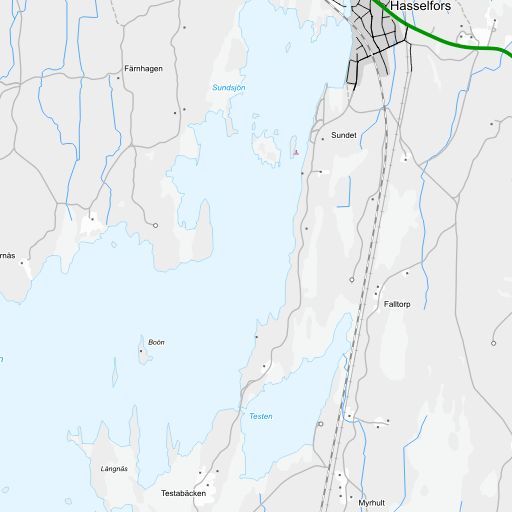 Hasselfors
Färnhagen
Sundsjön
Sundet
Falltorp
Boön
Testen
Långnäs
Testabäcken
Myrhult